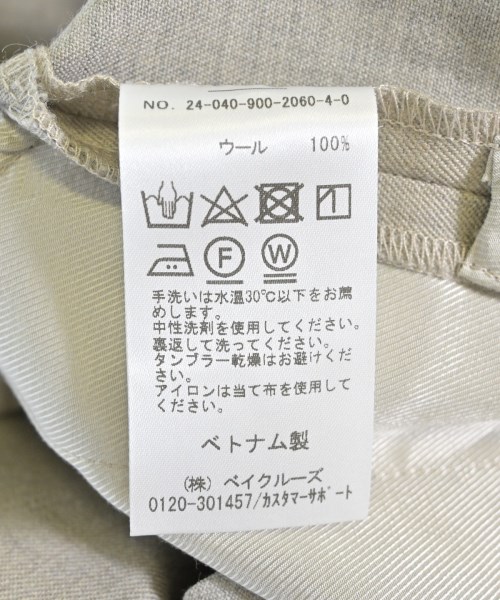 NO. 24-040-900-2060-4-0
ウール 100%
F W
手洗いは水温30℃以下をお薦
めします。
中性洗剤を使用してください。
裏返して洗ってください。
タンブラー乾燥はお避けくだ
さい。
アイロンは当て布を使用して
ください。
ベトナム製
(株) ベイクルーズ
0120-301457/カスタマーサポート